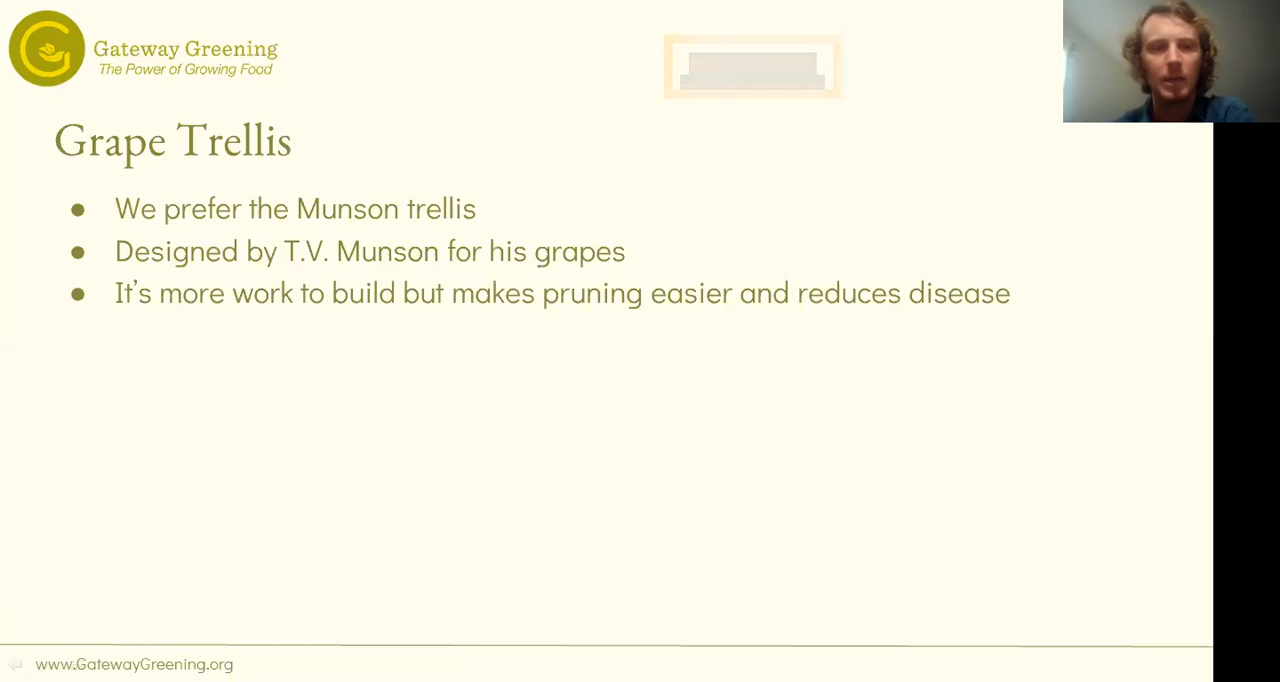 Gateway Greening
The Power of Growing Food
Grape Trellis
● We prefer the Munson trellis
● Designed by T.V. Munson for his grapes
● It's more work to build but makes pruning easier and reduces disease
www.GatewayGreening.org